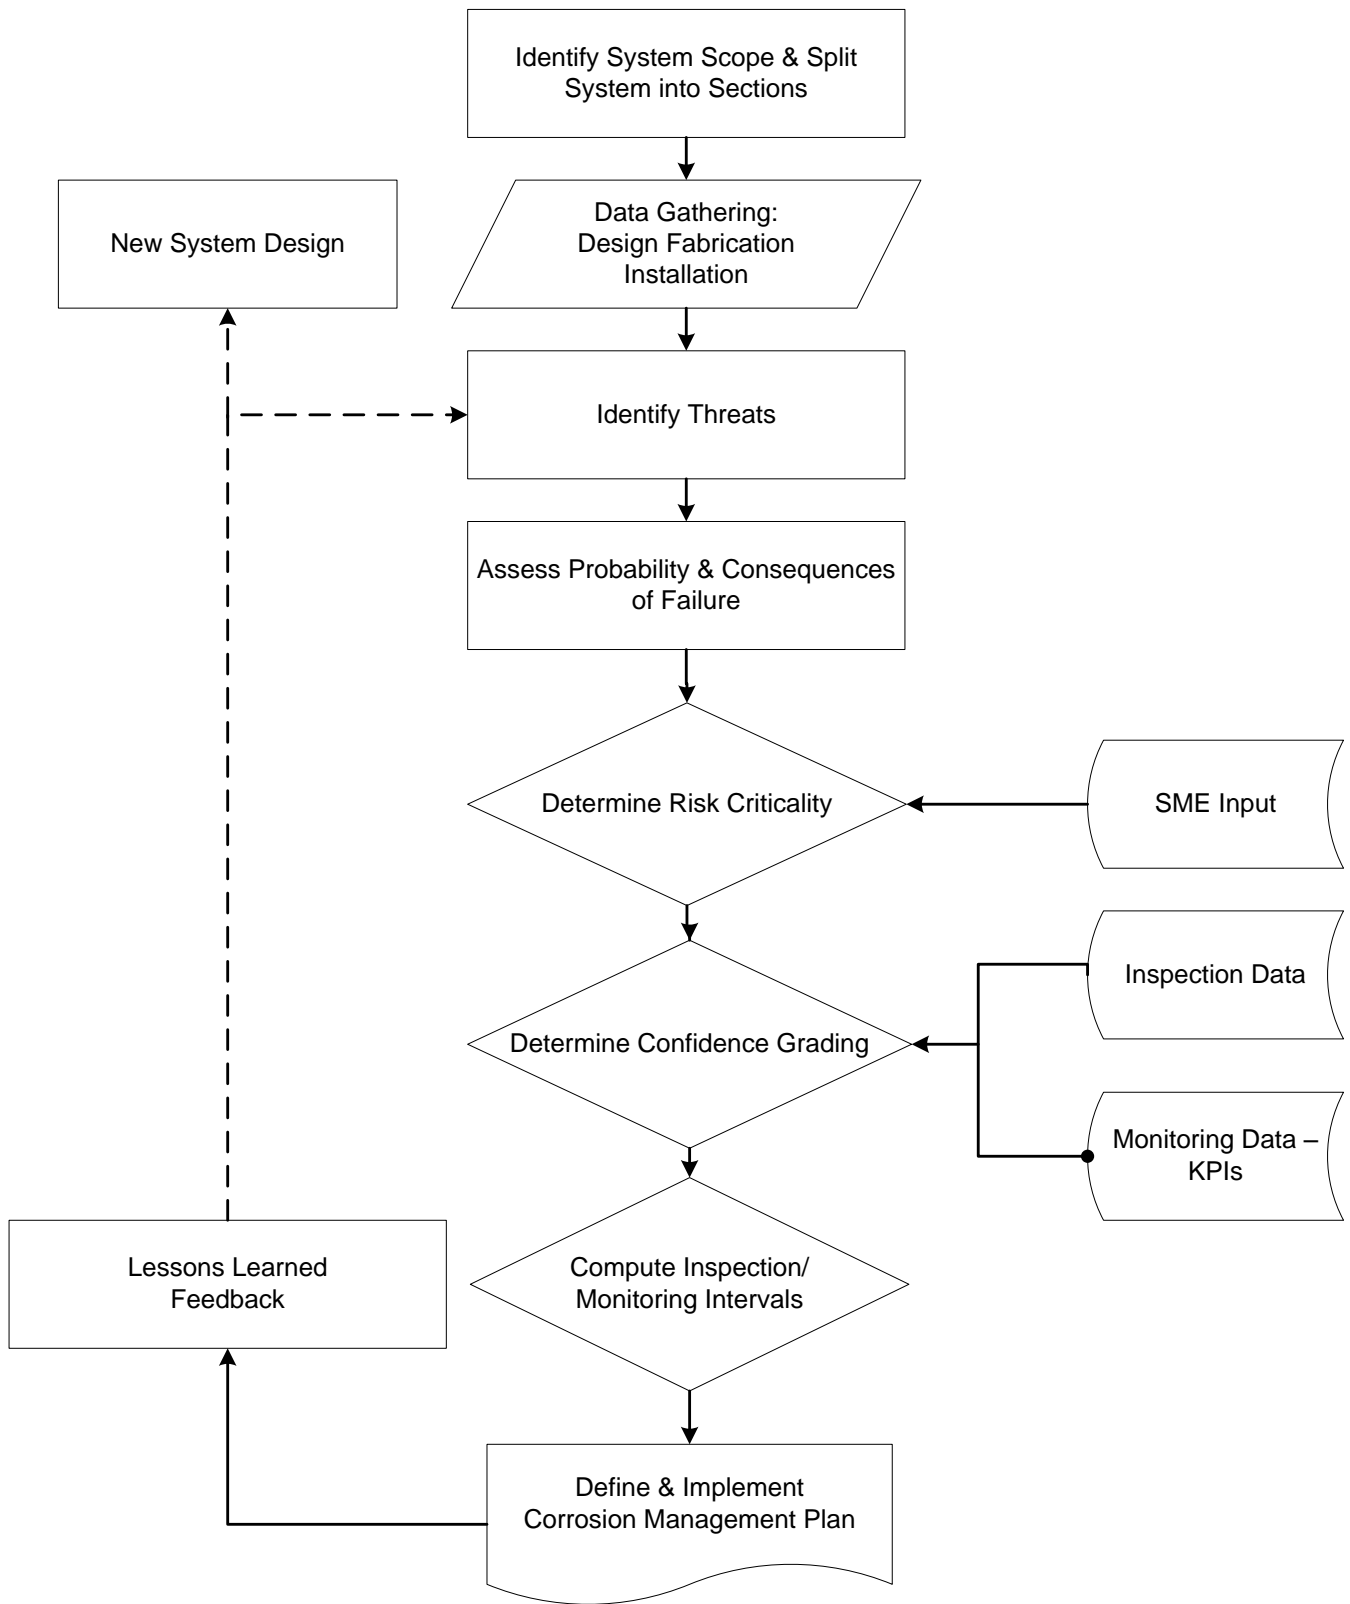 Identify System Scope & Split
System into Sections
Data Gathering:
Design Fabrication
Installation
New System Design
Identify Threats
Assess Probability & Consequences
of Failure
Determine Risk Criticality
SME Input
Inspection Data
Determine Confidence Grading
Monitoring Data –
KPIs
Compute Inspection/
Monitoring Intervals
Lessons Learned
Feedback
Define & Implement
Corrosion Management Plan